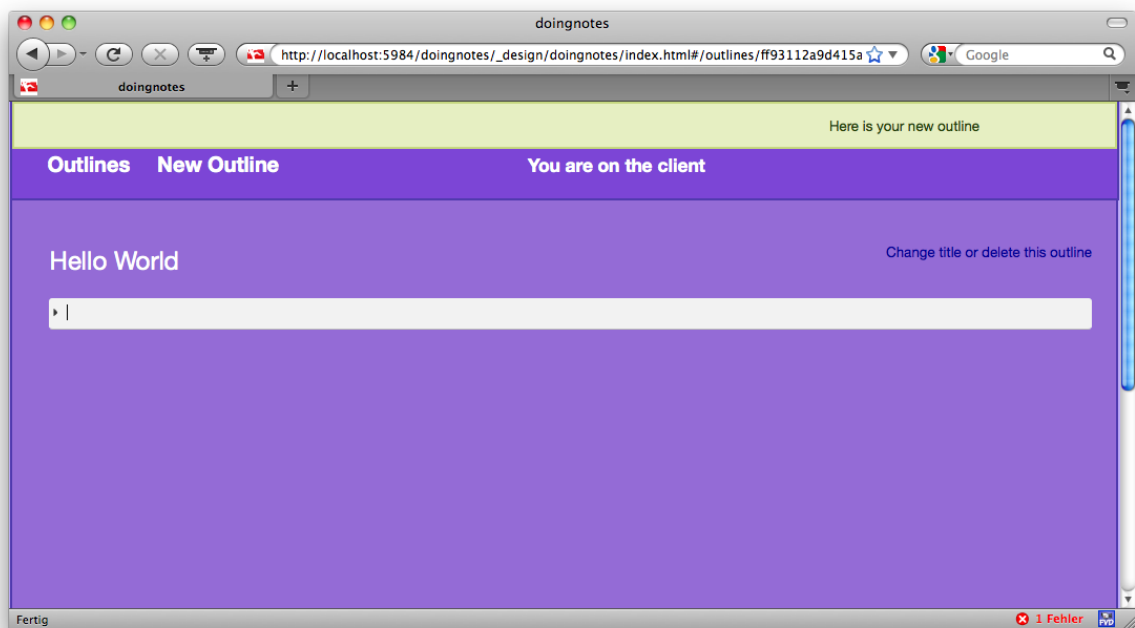 doingnotes
http://localhost:5984/doingnotes/_design/doingnotes/index.html#/outlines/ff93112a9d415a
Google
doingnotes
+
Here is your new outline
Outlines New Outline You are on the client
Hello World
Change title or delete this outline
Fertig
1 Fehler
FVD